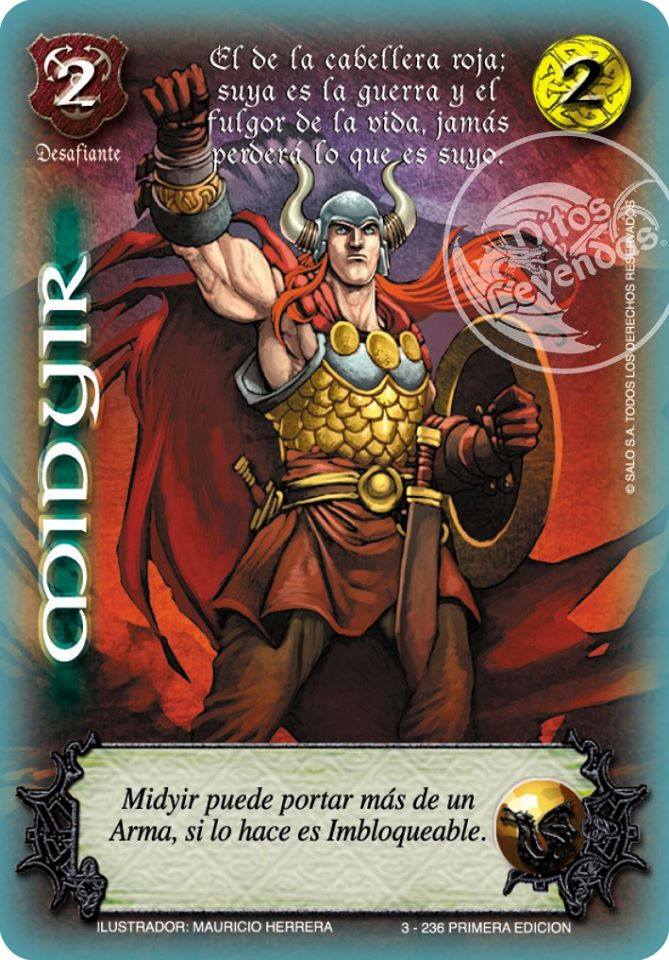 2
Desafiante
El de la cabellera roja;
suya es la guerra y el
fulgor de la vida, jamás
perderá lo que es suyo.
2
Mitos
y
Leyendas
© SALO S.A. TODOS LOS DERECHOS RESERVADOS
MIDYIR
Midyir puede portar más de un
Arma, si lo hace es Imbloqueable.
ILUSTRADOR: MAURICIO HERRERA
3 - 236 PRIMERA EDICION